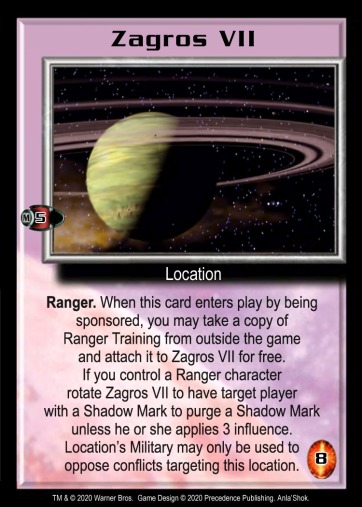 Zagros VII
M 5
Location
Ranger. When this card enters play by being
sponsored, you may take a copy of
Ranger Training from outside the game
and attach it to Zagros VII for free.
If you control a Ranger character
rotate Zagros VII to have target player
with a Shadow Mark to purge a Shadow Mark
unless he or she applies 3 influence.
Location's Military may only be used to
oppose conflicts targeting this location.
8
TM & © 2020 Warner Bros. Game Design © 2020 Precedence Publishing. Anla'Shok.